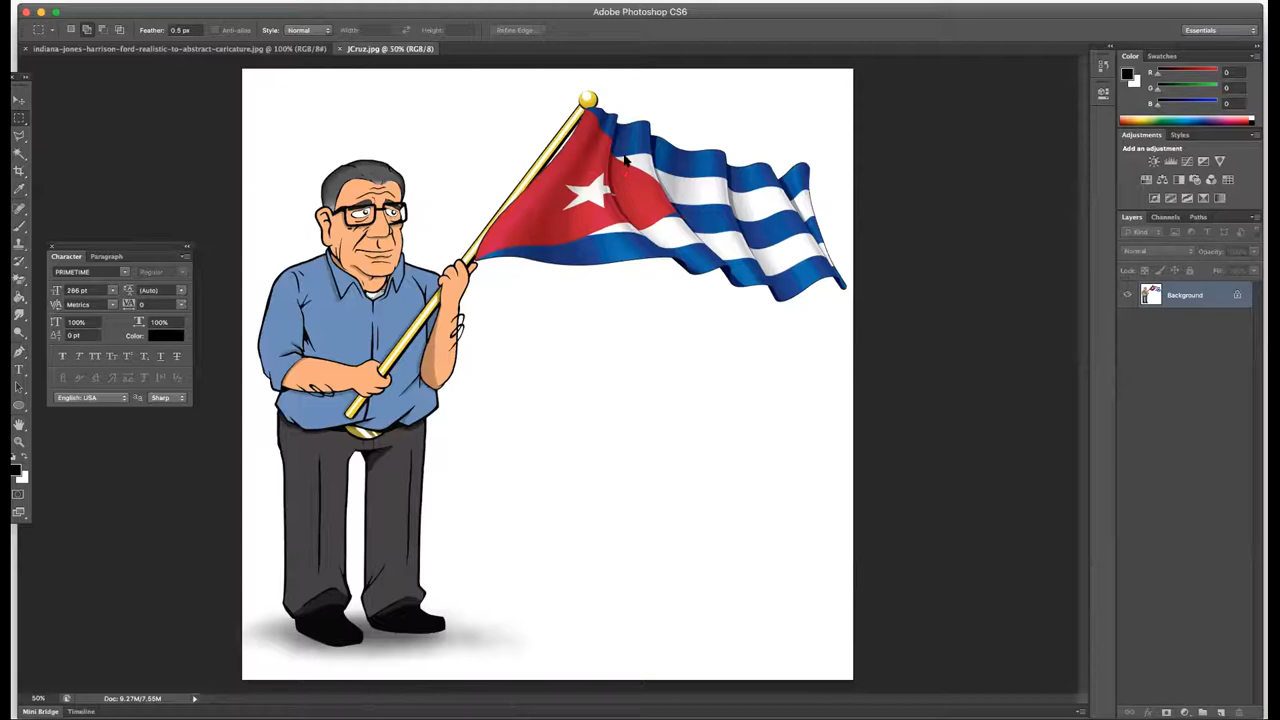 Adobe Photoshop CS6
Feather: 0.5 px Anti-alias Style: Normal Width: Height: Refine Edge... Essentials
indiana-jones-harrison-ford-realistic-to-abstract-caricature.jpg @ 100% (RGB/8#) JCruz.jpg @ 50% (RGB/8)
Color Swatches
R 0
G 0
B 0
Adjustments Styles
Add an adjustment
Layers Channels Paths
Kind
Normal Opacity:
Lock: Fill:
Background
Character Paragraph
PRIMETIME Regular
266 pt (Auto)
Metrics 0
100% 100%
0 pt Color:
English: USA Sharp
50% Doc: 9.27M/7.55M
Mini Bridge Timeline